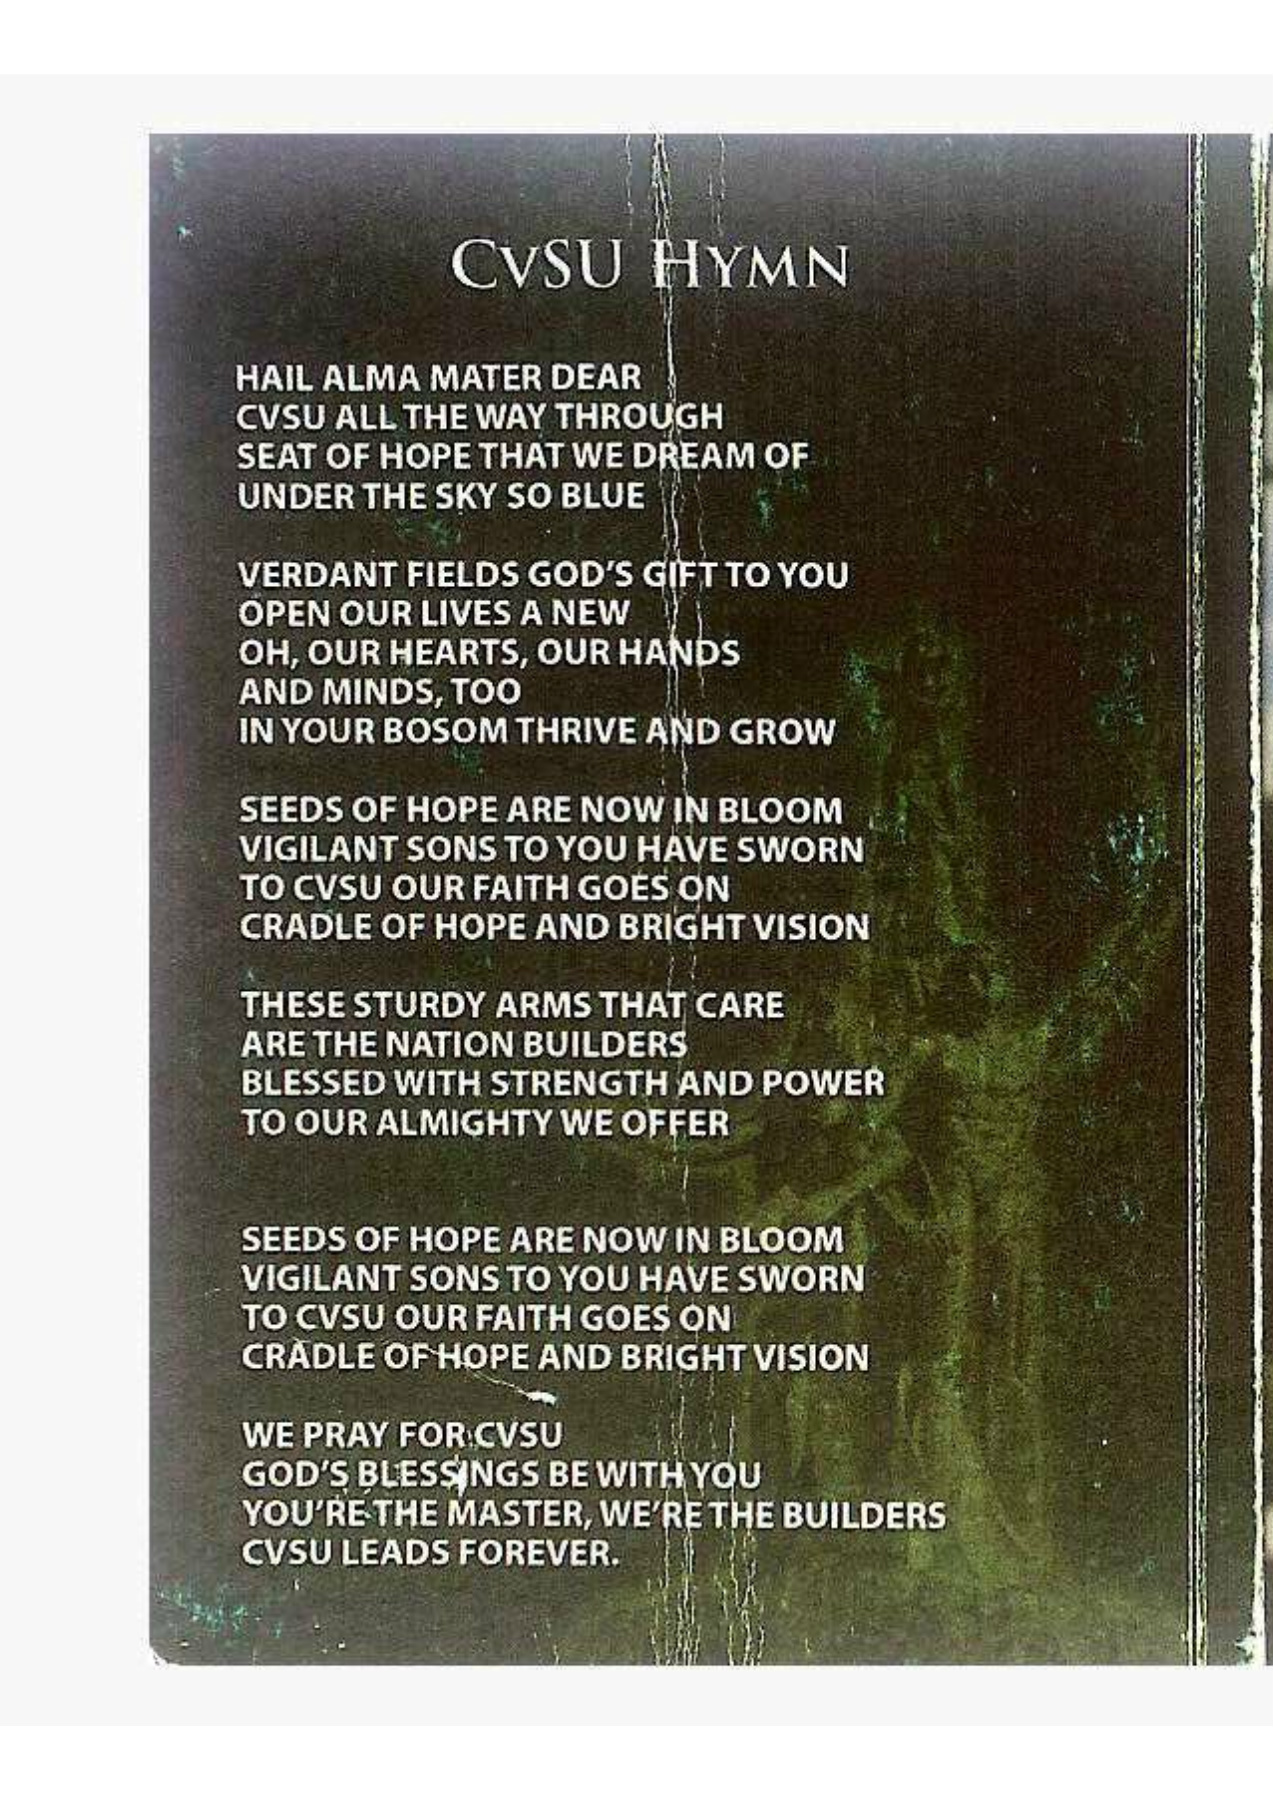 CVSU HYMN
HAIL ALMA MATER DEAR
CVSU ALL THE WAY THROUGH
SEAT OF HOPE THAT WE DREAM OF
UNDER THE SKY SO BLUE
VERDANT FIELDS GOD'S GIFT TO YOU
OPEN OUR LIVES A NEW
OH, OUR HEARTS, OUR HANDS
AND MINDS, TOO
IN YOUR BOSOM THRIVE AND GROW
SEEDS OF HOPE ARE NOW IN BLOOM
VIGILANT SONS TO YOU HAVE SWORN
TO CVSU OUR FAITH GOES ON
CRADLE OF HOPE AND BRIGHT VISION
THESE STURDY ARMS THAT CARE
ARE THE NATION BUILDERS
BLESSED WITH STRENGTH AND POWER
TO OUR ALMIGHTY WE OFFER
SEEDS OF HOPE ARE NOW IN BLOOM
VIGILANT SONS TO YOU HAVE SWORN
TO CVSU OUR FAITH GOES ON
CRADLE OF HOPE AND BRIGHT VISION
WE PRAY FOR CVSU
GOD'S BLESSINGS BE WITH YOU
YOU'RE THE MASTER, WE'RE THE BUILDERS
CVSU LEADS FOREVER.